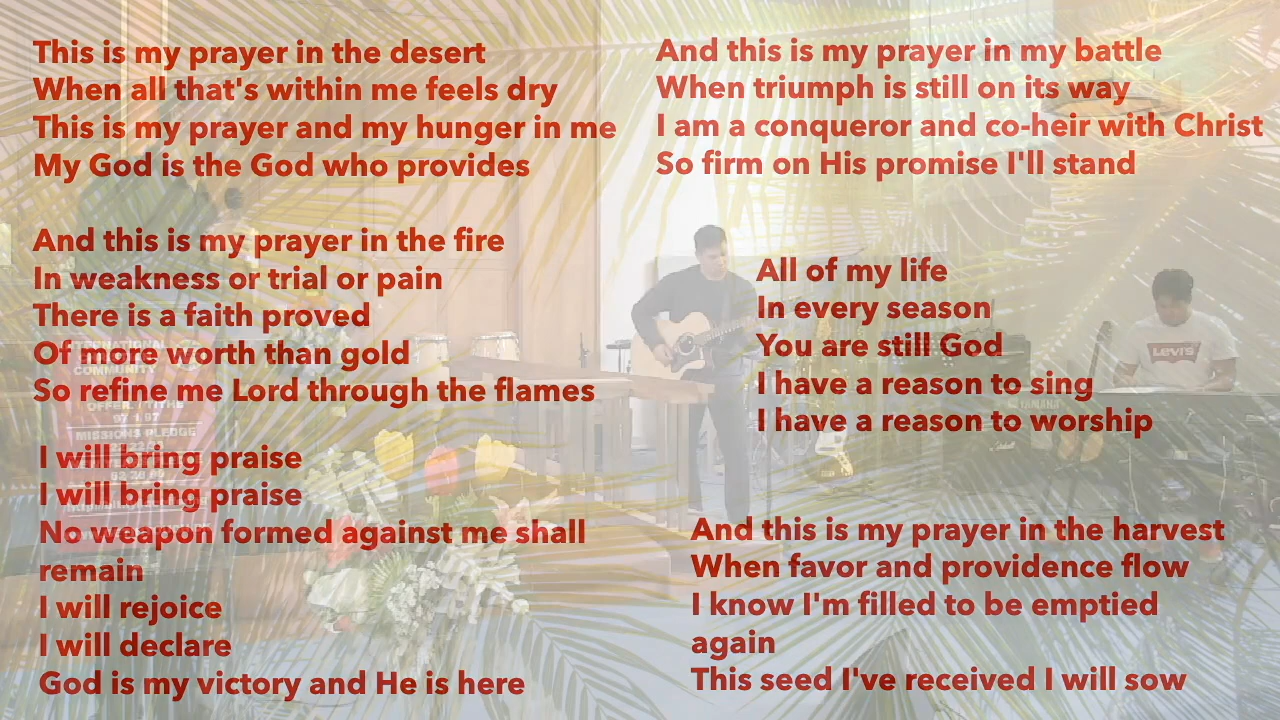 This is my prayer in the desert
When all that's within me feels dry
This is my prayer and my hunger in me
My God is the God who provides
And this is my prayer in the fire
In weakness or trial or pain
There is a faith proved
Of more worth than gold
So refine me Lord through the flames
I will bring praise
I will bring praise
No weapon formed against me shall
remain
I will rejoice
I will declare
God is my victory and He is here
And this is my prayer in my battle
When triumph is still on its way
I am a conqueror and co-heir with Christ
So firm on His promise I'll stand
All of my life
In every season
You are still God
I have a reason to sing
I have a reason to worship
And this is my prayer in the harvest
When favor and providence flow
I know I'm filled to be emptied
again
This seed I've received I will sow
COMMUNITY
MISSIONS PLEDGE
LEVI'S
YAMAHA